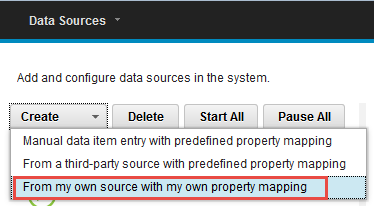 Data Sources
Add and configure data sources in the system.
Create Delete Start All Pause All
Manual data item entry with predefined property mapping
From a third-party source with predefined property mapping
From my own source with my own property mapping